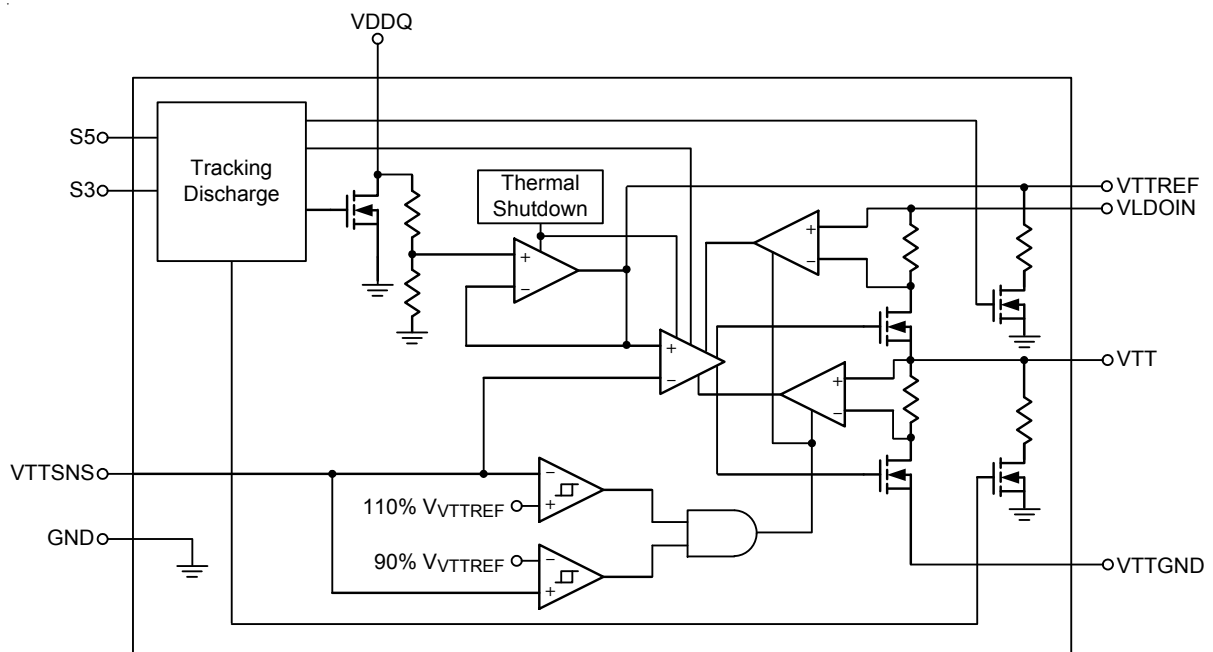 VDDQ
S5
S3
Tracking
Discharge
Thermal
Shutdown
VTTREF
VLDOIN
+
−
+
−
+
−
+
−
VTT
VTTSNS
−
+
110% VVTTREF
GND
90% VVTTREF
−
+
VTTGND